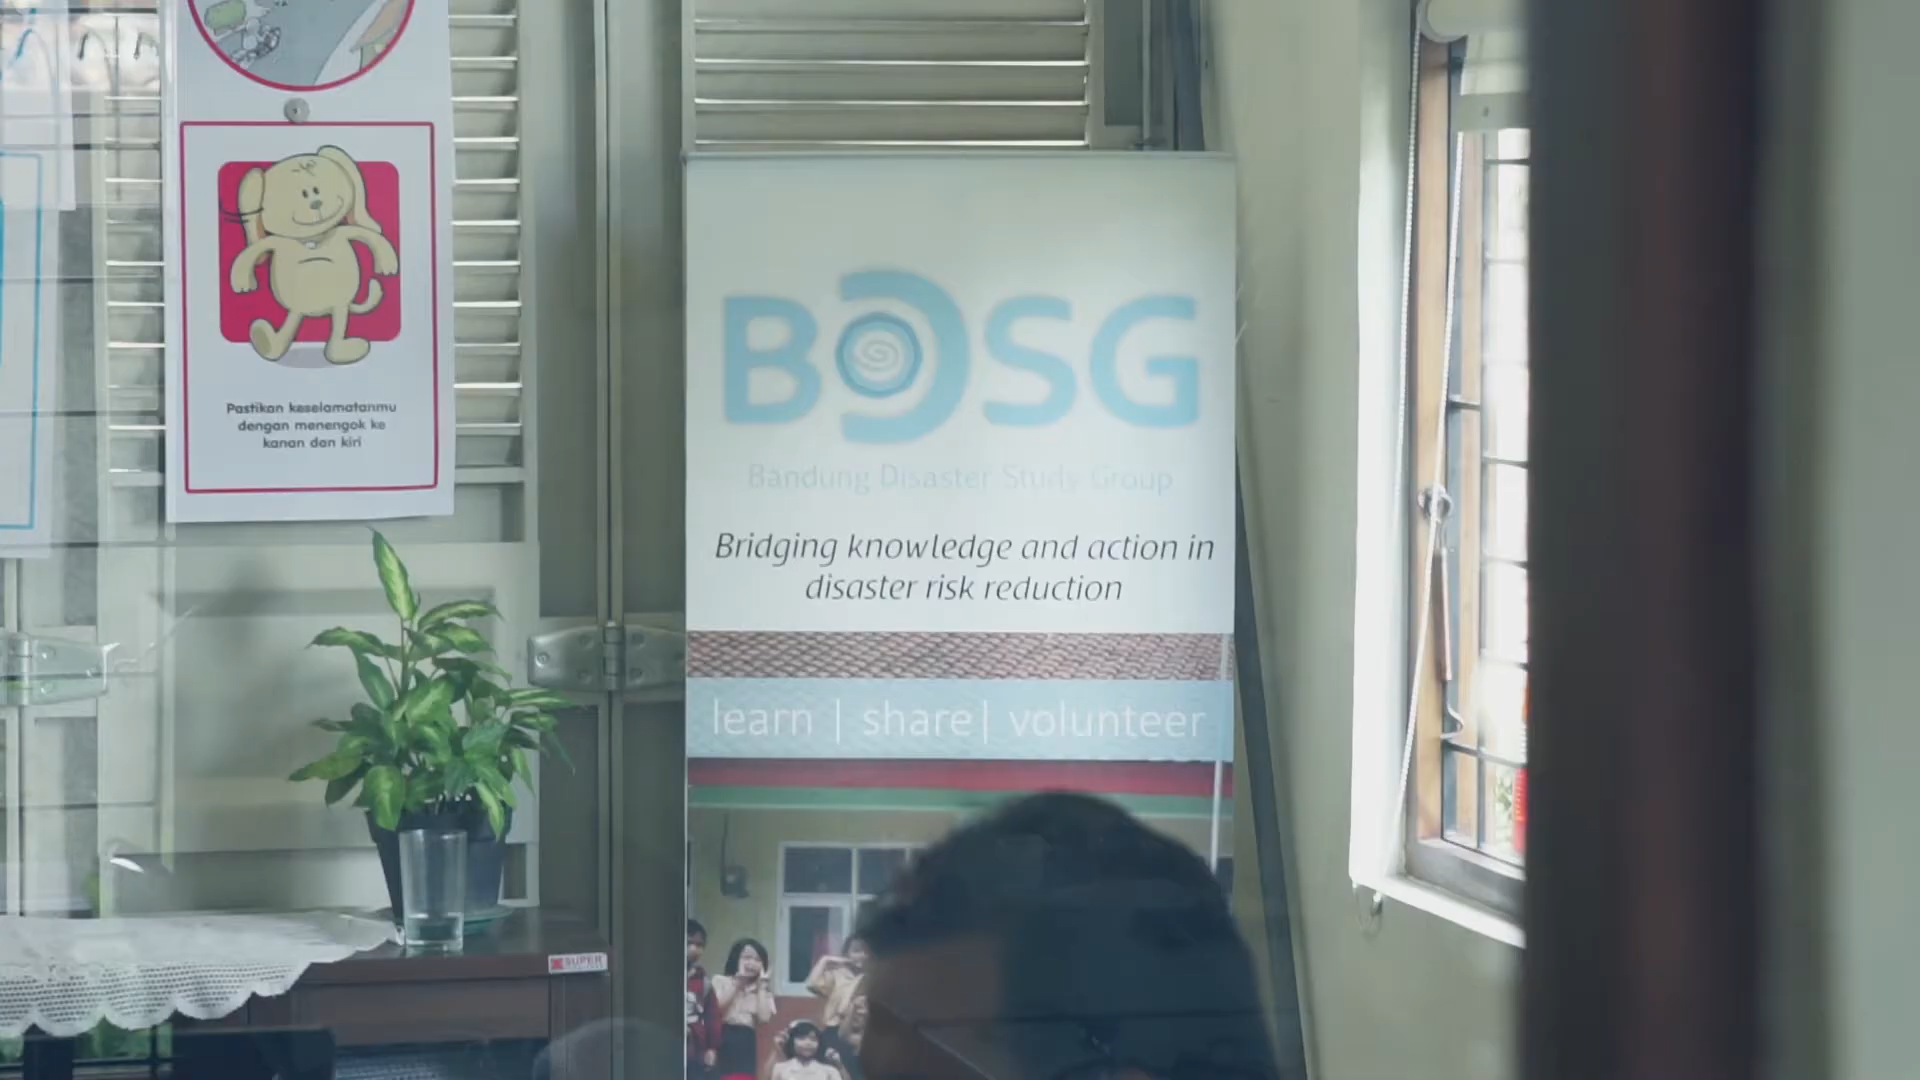 Pastikan keselamatanmu
dengan menengok ke
kanan dan kiri
BDSG
Bandung Disaster Study Group
Bridging knowledge and action in
disaster risk reduction
learn | share | volunteer
SUPER